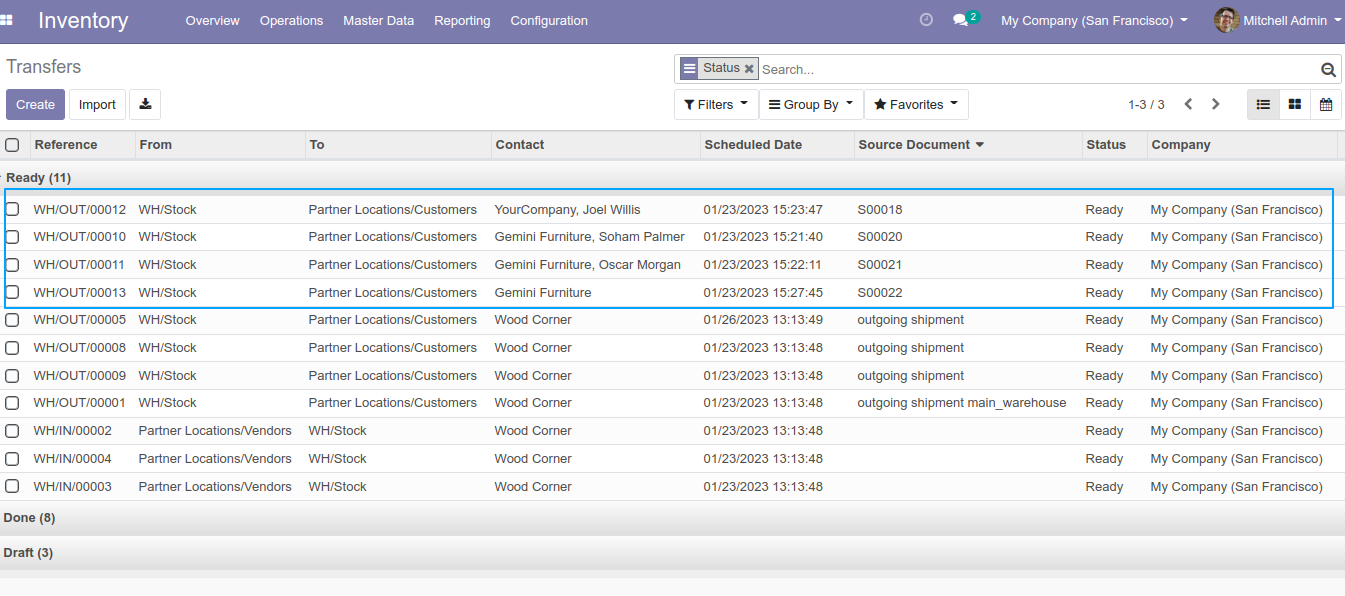 Inventory Overview Operations Master Data Reporting Configuration 2 My Company (San Francisco) Mitchell Admin
Transfers Status Search...
Create Import Filters Group By Favorites 1-3 / 3
Reference From To Contact Scheduled Date Source Document Status Company
Ready (11)
WH/OUT/00012 WH/Stock Partner Locations/Customers YourCompany, Joel Willis 01/23/2023 15:23:47 S00018 Ready My Company (San Francisco)
WH/OUT/00010 WH/Stock Partner Locations/Customers Gemini Furniture, Soham Palmer 01/23/2023 15:21:40 S00020 Ready My Company (San Francisco)
WH/OUT/00011 WH/Stock Partner Locations/Customers Gemini Furniture, Oscar Morgan 01/23/2023 15:22:11 S00021 Ready My Company (San Francisco)
WH/OUT/00013 WH/Stock Partner Locations/Customers Gemini Furniture 01/23/2023 15:27:45 S00022 Ready My Company (San Francisco)
WH/OUT/00005 WH/Stock Partner Locations/Customers Wood Corner 01/26/2023 13:13:49 outgoing shipment Ready My Company (San Francisco)
WH/OUT/00008 WH/Stock Partner Locations/Customers Wood Corner 01/23/2023 13:13:48 outgoing shipment Ready My Company (San Francisco)
WH/OUT/00009 WH/Stock Partner Locations/Customers Wood Corner 01/23/2023 13:13:48 outgoing shipment Ready My Company (San Francisco)
WH/OUT/00001 WH/Stock Partner Locations/Customers Wood Corner 01/23/2023 13:13:48 outgoing shipment main_warehouse Ready My Company (San Francisco)
WH/IN/00002 Partner Locations/Vendors WH/Stock Wood Corner 01/23/2023 13:13:48 Ready My Company (San Francisco)
WH/IN/00004 Partner Locations/Vendors WH/Stock Wood Corner 01/23/2023 13:13:48 Ready My Company (San Francisco)
WH/IN/00003 Partner Locations/Vendors WH/Stock Wood Corner 01/23/2023 13:13:48 Ready My Company (San Francisco)
Done (8)
Draft (3)